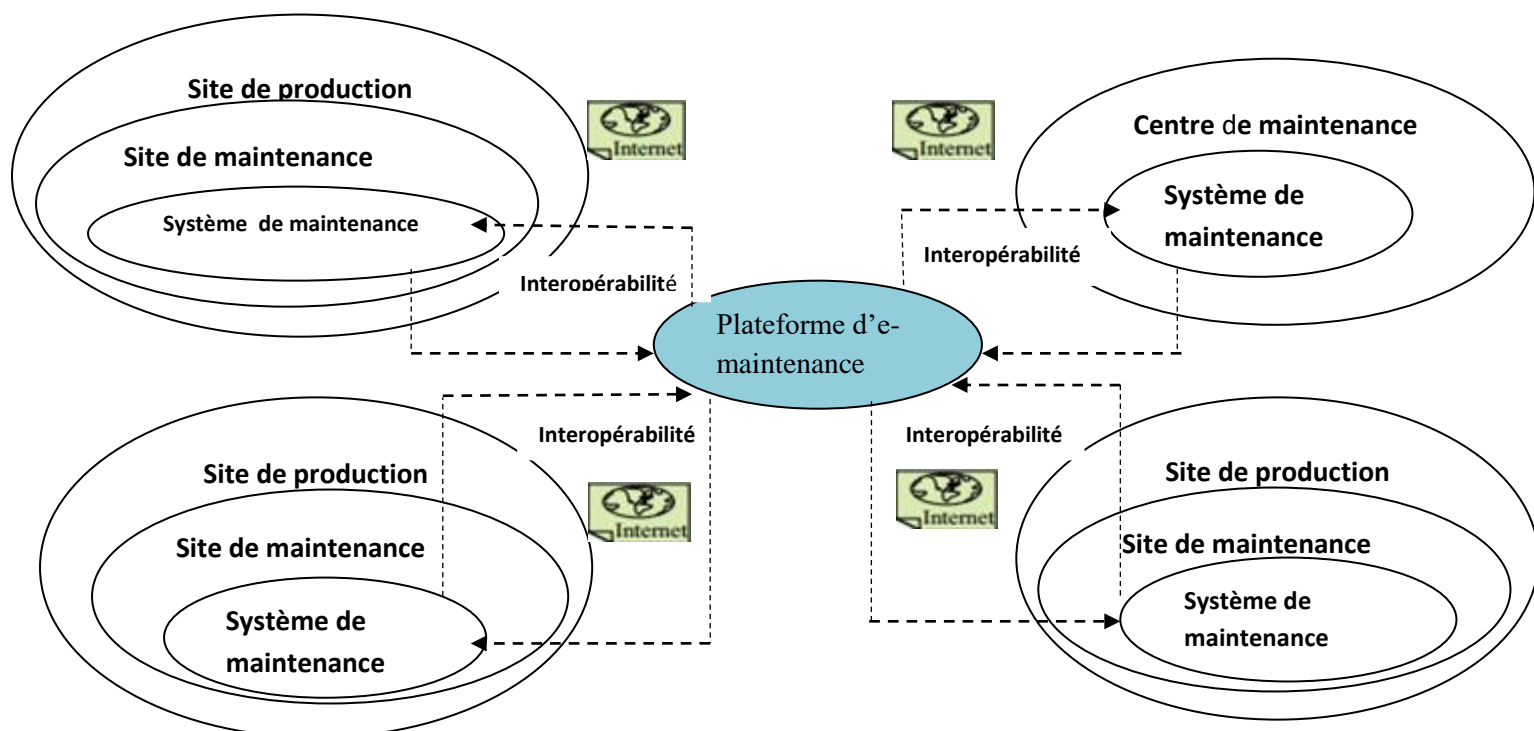 Site de production
Site de maintenance
Système de maintenance
Internet
Interopérabilité
Internet
Centre de maintenance
Système de
maintenance
Interopérabilité
Plateforme d’e-
maintenance
Site de production
Site de maintenance
Système de
maintenance
Interopérabilité
Internet
Interopérabilité
Internet
Site de production
Site de maintenance
Système de
maintenance